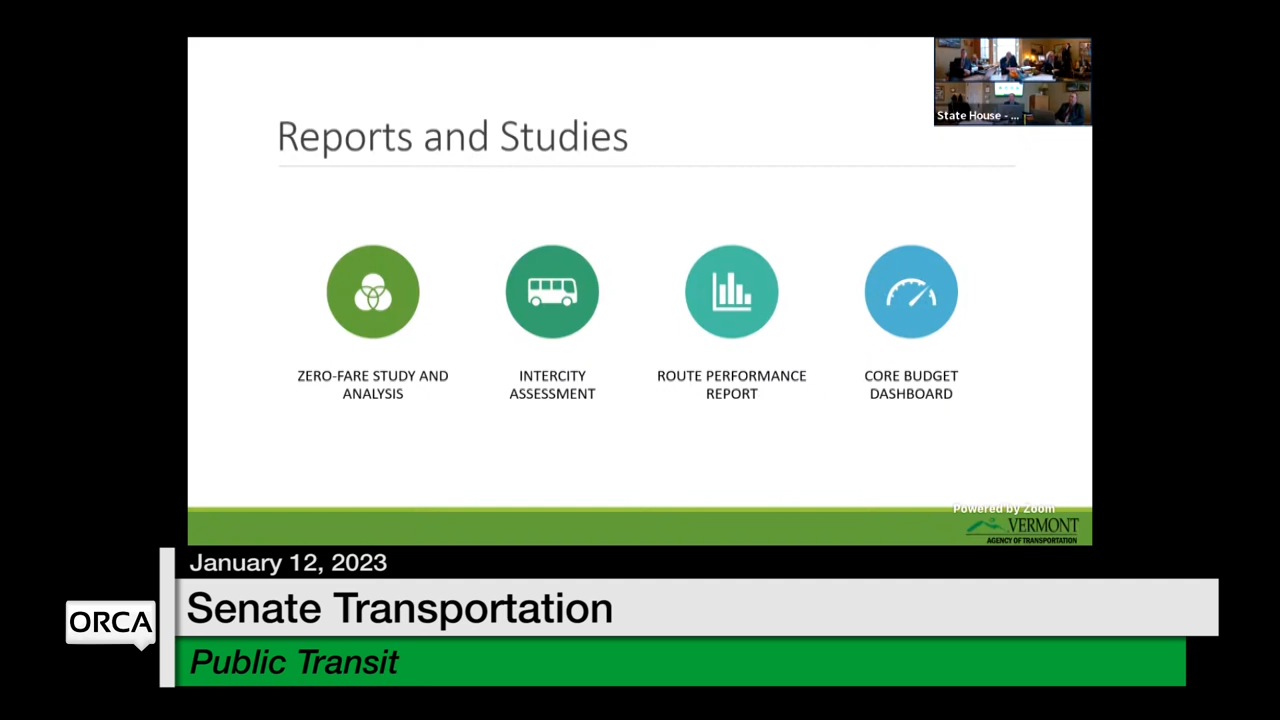 State House - ...
Reports and Studies
ZERO-FARE STUDY AND
ANALYSIS
INTERCITY
ASSESSMENT
ROUTE PERFORMANCE
REPORT
CORE BUDGET
DASHBOARD
Powered by Zoom
VERMONT
AGENCY OF TRANSPORTATION
January 12, 2023
Senate Transportation
ORCA
Public Transit